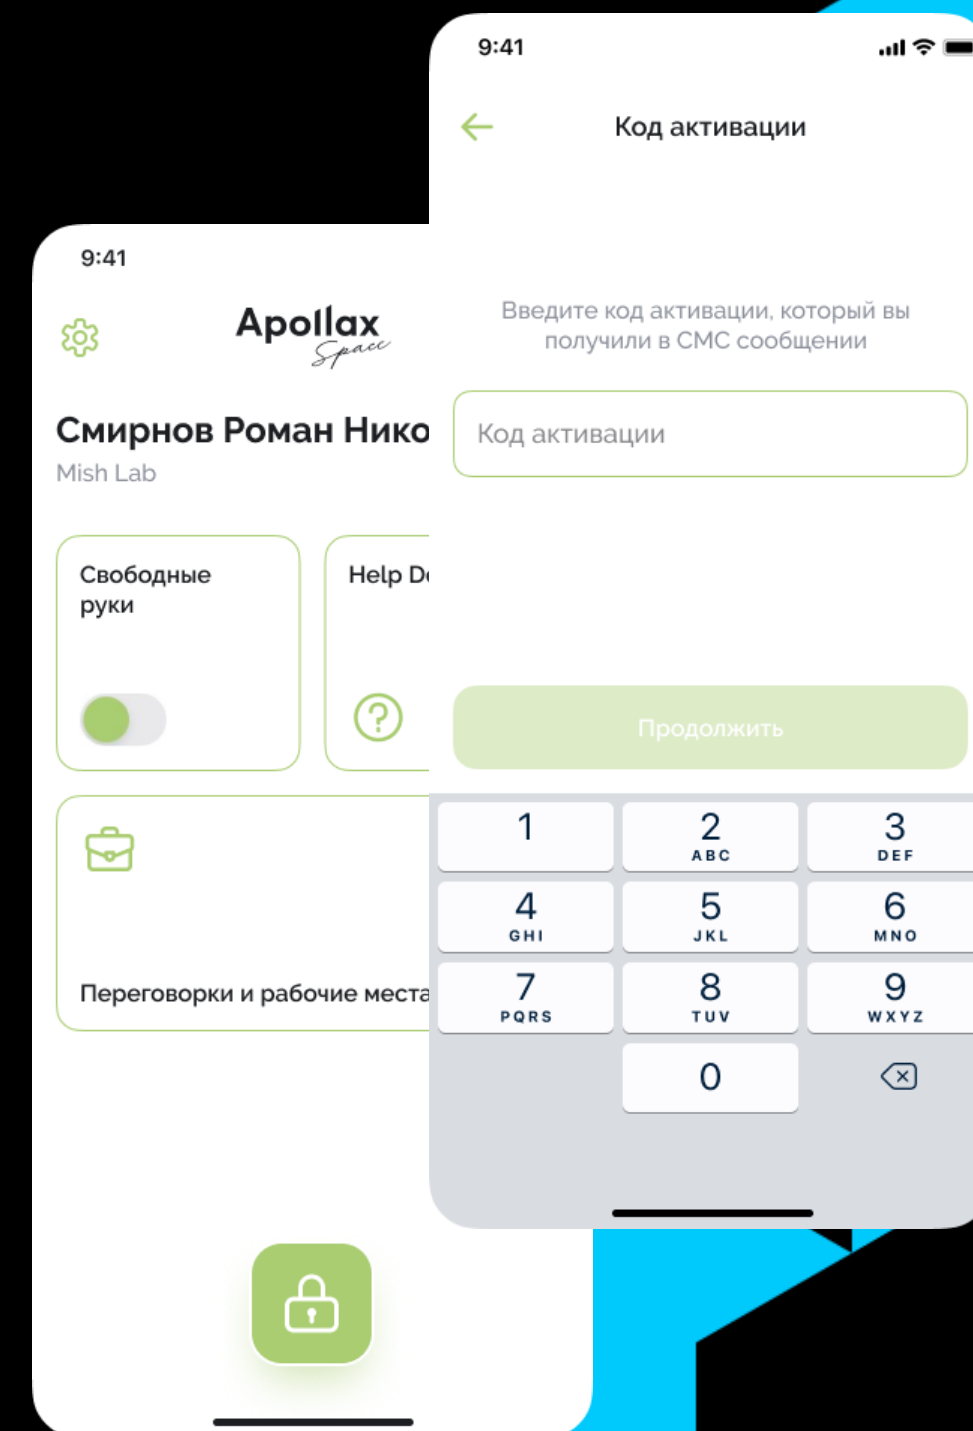 9:41
Код активации
Введите код активации, который вы
получили в СМС сообщении
Код активации
Продолжить
1
2
ABC
3
DEF
4
GHI
5
JKL
6
MNO
7
PQRS
8
TUV
9
WXYZ
0
9:41
Apollax
Space
Смирнов Роман Нико
Mish Lab
Свободные
руки
Help De
Переговорки и рабочие места